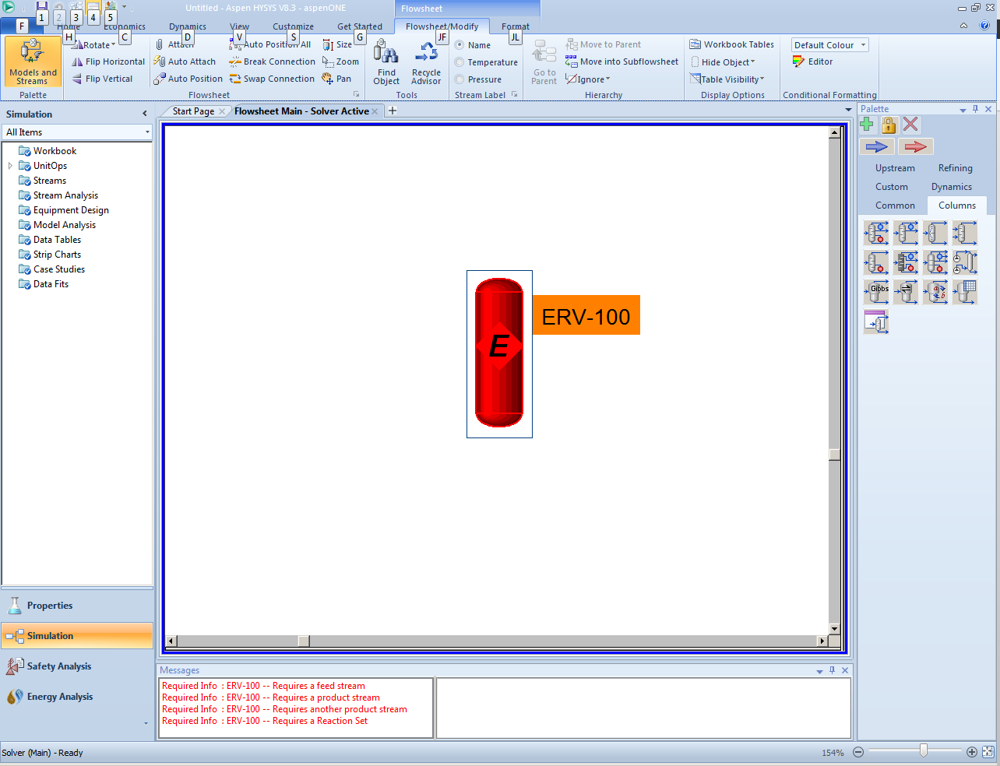 Untitled - Aspen HYSYS V8.3 - aspenONE
Flowsheet
1 2 3 4 5
F
Home Economics Dynamics View Customize Get Started Flowsheet/Modify Format
H C D V S G JF JL
Models and Streams
Rotate
Flip Horizontal
Flip Vertical
Palette
Attach
Auto Attach
Auto Position
Auto Position All
Break Connection
Swap Connection
Size
Zoom
Pan
Flowsheet
Find Object
Recycle Advisor
Tools
Name
Temperature
Pressure
Stream Label
Go to Parent
Move to Parent
Move into Subflowsheet
Ignore
Hierarchy
Workbook Tables
Hide Object
Table Visibility
Display Options
Default Colour
Editor
Conditional Formatting
Simulation
All Items
Workbook
UnitOps
Streams
Stream Analysis
Equipment Design
Model Analysis
Data Tables
Strip Charts
Case Studies
Data Fits
Properties
Simulation
Safety Analysis
Energy Analysis
Start Page
Flowsheet Main - Solver Active
E
ERV-100
Palette
Upstream Refining
Custom Dynamics
Common Columns
Gibbs
Messages
Required Info : ERV-100 -- Requires a feed stream
Required Info : ERV-100 -- Requires a product stream
Required Info : ERV-100 -- Requires another product stream
Required Info : ERV-100 -- Requires a Reaction Set
Solver (Main) - Ready
154%